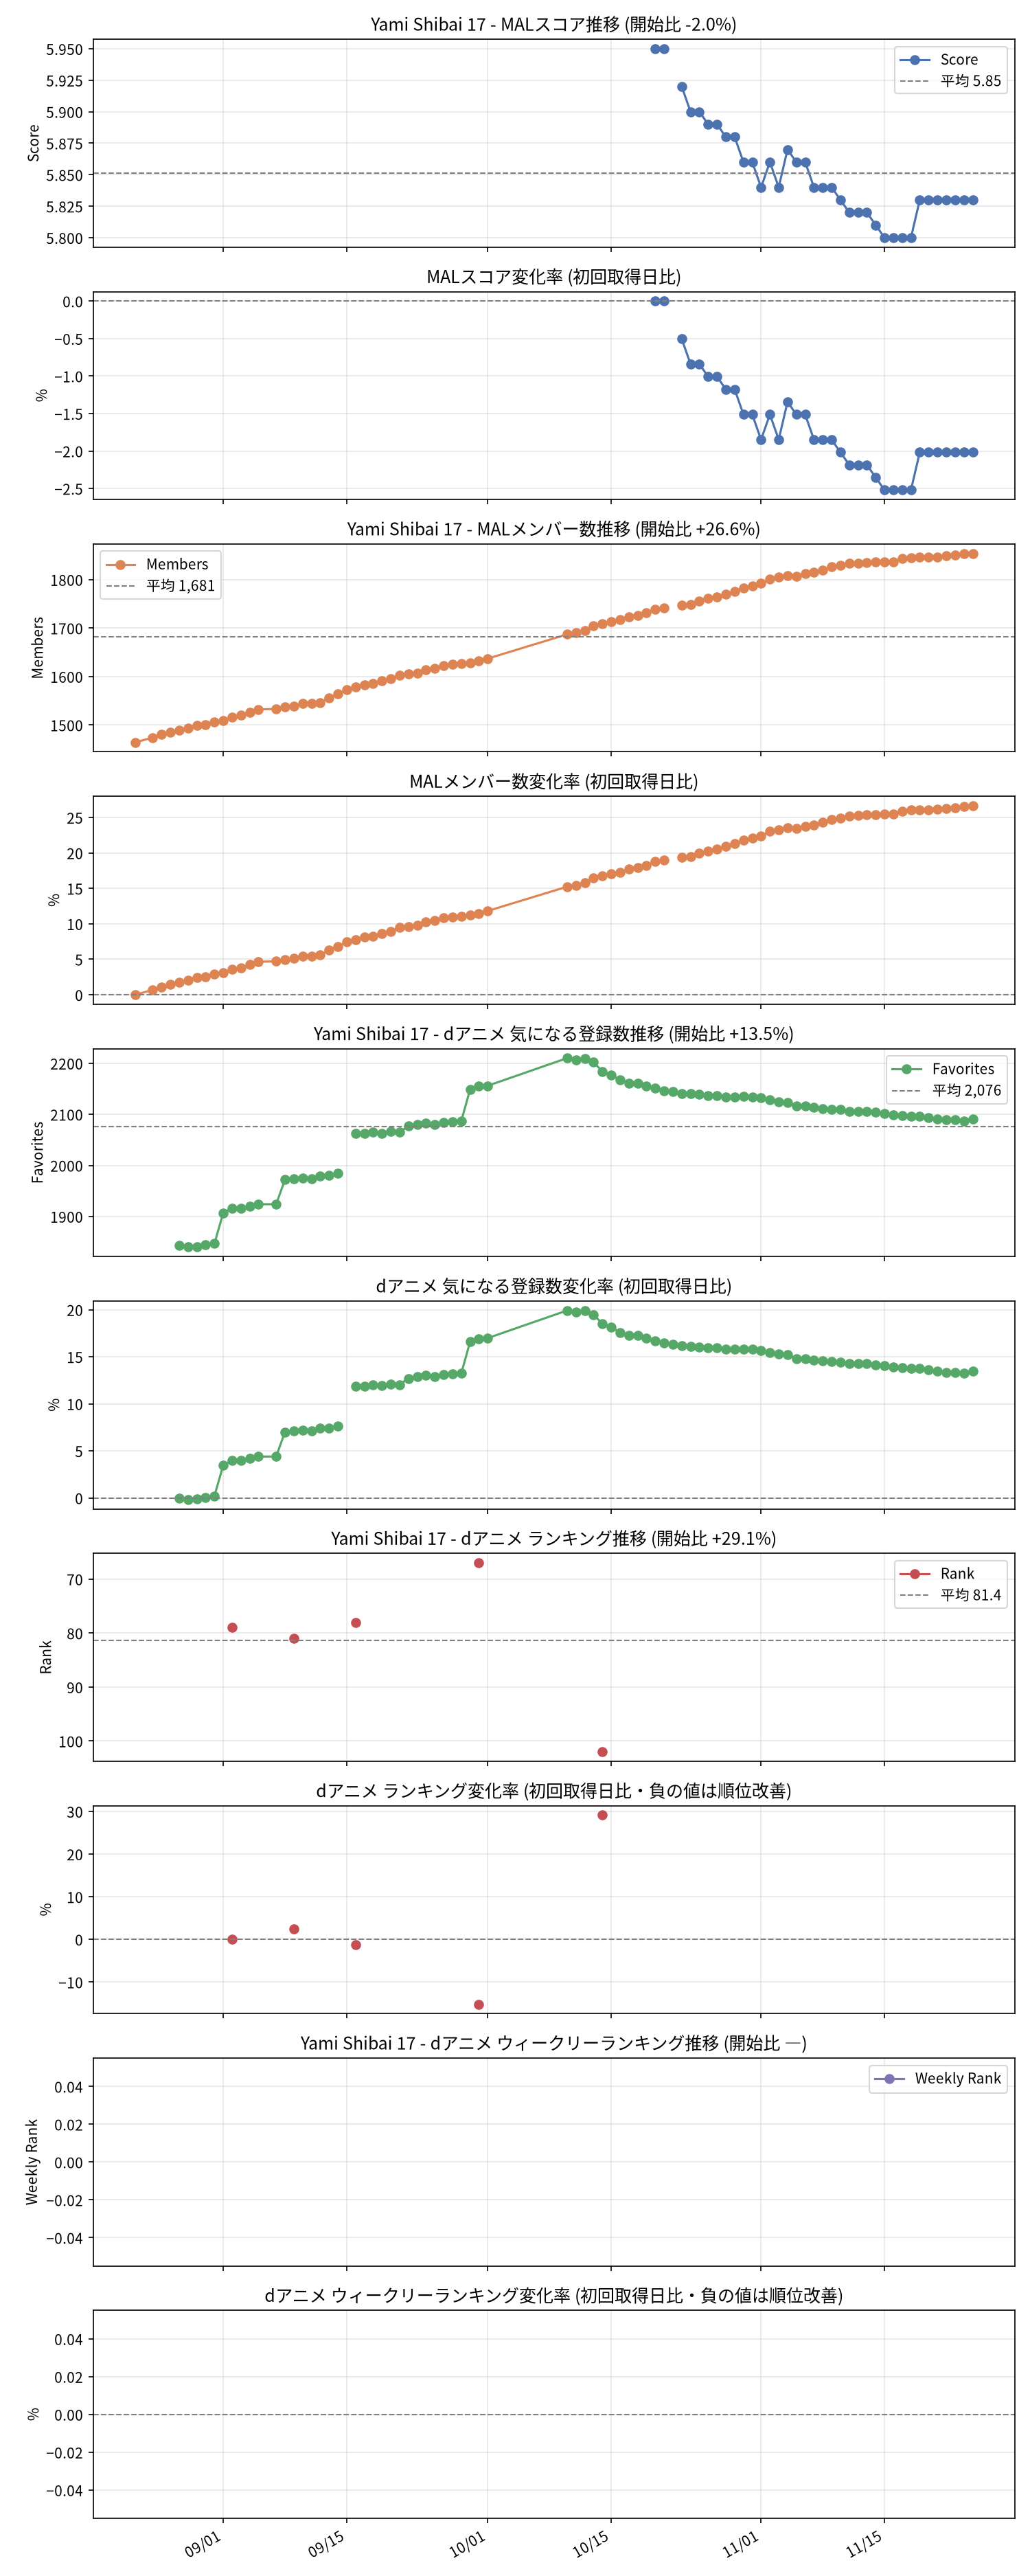 Yami Shibai 17 - MALスコア推移 (開始比 -2.0%)
5.950
5.925
5.900
5.875
5.850
5.825
5.800
Score
Score
平均 5.85
MALスコア変化率 (初回取得日比)
0.0
−0.5
−1.0
−1.5
−2.0
−2.5
%
Yami Shibai 17 - MALメンバー数推移 (開始比 +26.6%)
1800
1700
1600
1500
Members
Members
平均 1,681
MALメンバー数変化率 (初回取得日比)
25
20
15
10
5
0
%
Yami Shibai 17 - dアニメ 気になる登録数推移 (開始比 +13.5%)
2200
2100
2000
1900
Favorites
Favorites
平均 2,076
dアニメ 気になる登録数変化率 (初回取得日比)
20
15
10
5
0
%
Yami Shibai 17 - dアニメ ランキング推移 (開始比 +29.1%)
70
80
90
100
Rank
Rank
平均 81.4
dアニメ ランキング変化率 (初回取得日比・負の値は順位改善)
30
20
10
0
−10
%
Yami Shibai 17 - dアニメ ウィークリーランキング推移 (開始比 —)
0.04
0.02
0.00
−0.02
−0.04
Weekly Rank
Weekly Rank
dアニメ ウィークリーランキング変化率 (初回取得日比・負の値は順位改善)
0.04
0.02
0.00
−0.02
−0.04
%
09/01
09/15
10/01
10/15
11/01
11/15